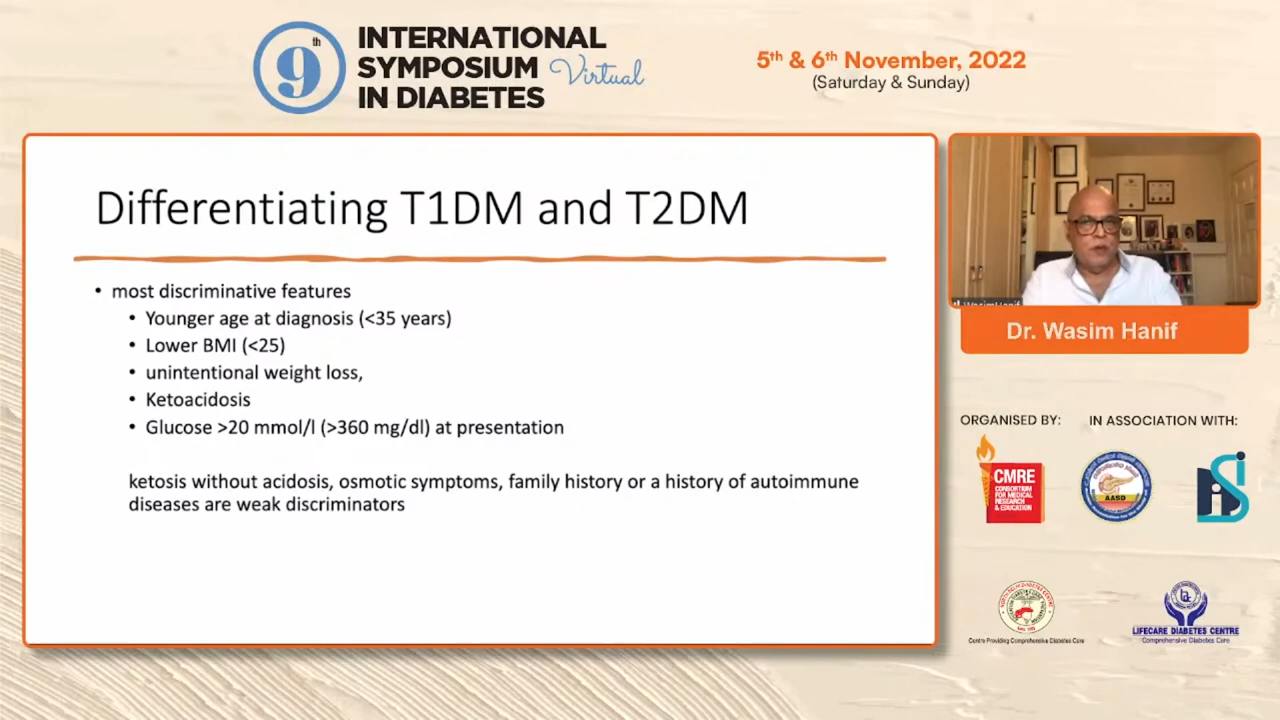 9th
INTERNATIONAL
SYMPOSIUM Virtual
IN DIABETES
5th & 6th November, 2022
(Saturday & Sunday)
Differentiating T1DM and T2DM
• most discriminative features
• Younger age at diagnosis (<35 years)
• Lower BMI (<25)
• unintentional weight loss,
• Ketoacidosis
• Glucose >20 mmol/l (>360 mg/dl) at presentation
ketosis without acidosis, osmotic symptoms, family history or a history of autoimmune
diseases are weak discriminators
Dr. Wasim Hanif
ORGANISED BY:
IN ASSOCIATION WITH:
CMRE
CONSORTIUM
FOR MEDICAL
RESEARCH
& EDUCATION
AASD
Centre Providing Comprehensive Diabetes Care
LIFECARE DIABETES CENTRE
Comprehensive Diabetes Care